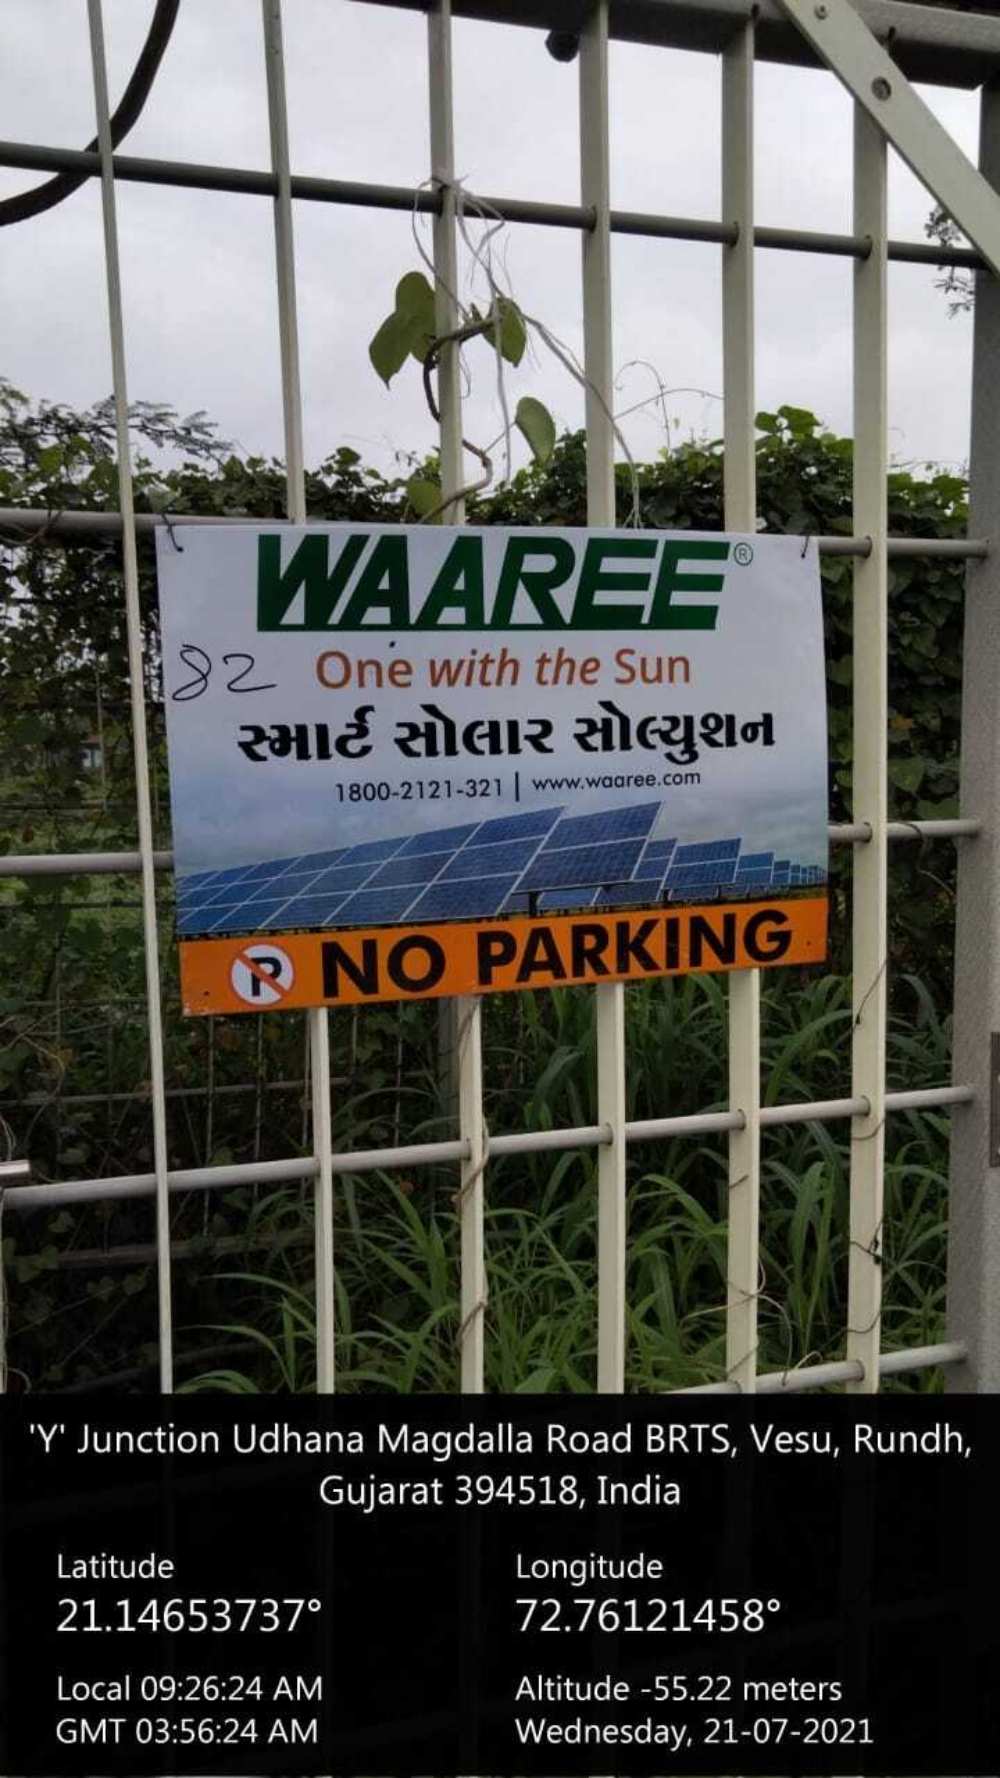 WAAREE®
82
One with the Sun
સ્માર્ટ સોલાર સોલ્યુશન
1800-2121-321 | www.waaree.com
P NO PARKING
'Y' Junction Udhana Magdalla Road BRTS, Vesu, Rundh,
Gujarat 394518, India
Latitude
21.14653737°
Longitude
72.76121458°
Local 09:26:24 AM
GMT 03:56:24 AM
Altitude -55.22 meters
Wednesday, 21-07-2021